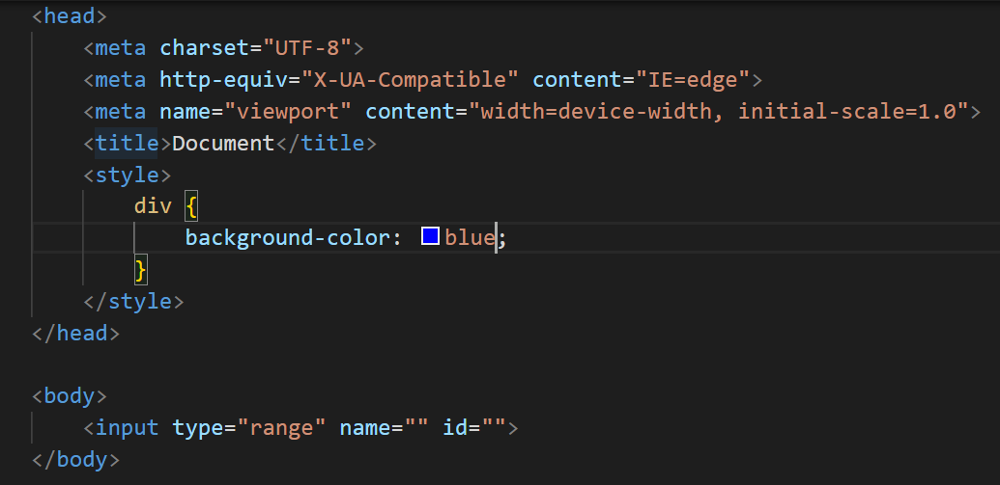 <head>
<meta charset="UTF-8">
<meta http-equiv="X-UA-Compatible" content="IE=edge">
<meta name="viewport" content="width=device-width, initial-scale=1.0">
<title>Document</title>
<style>
div {
background-color: blue;
}
</style>
</head>
<body>
<input type="range" name="" id="">
</body>